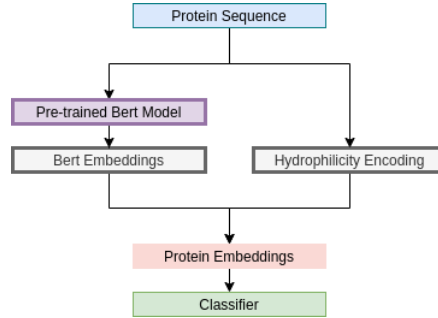 Protein Sequence
Pre-trained Bert Model
Bert Embeddings
Hydrophilicity Encoding
Protein Embeddings
Classifier